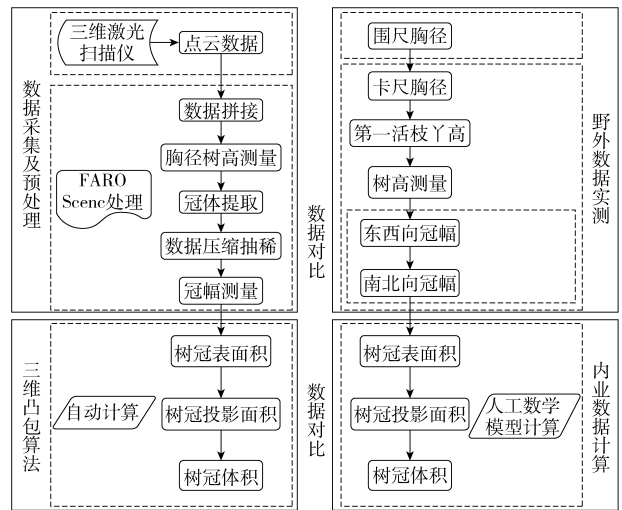 数据采集及预处理
三维激光
扫描仪
点云数据
数据拼接
胸径树高测量
FARO
Scenc处理
冠体提取
数据压缩抽稀
冠幅测量
数据对比
围尺胸径
卡尺胸径
第一活枝丫高
树高测量
东西向冠幅
南北向冠幅
野外数据实测
三维凸包算法
自动计算
树冠表面积
树冠投影面积
树冠体积
数据对比
树冠表面积
树冠投影面积
树冠体积
人工数学
模型计算
内业数据计算